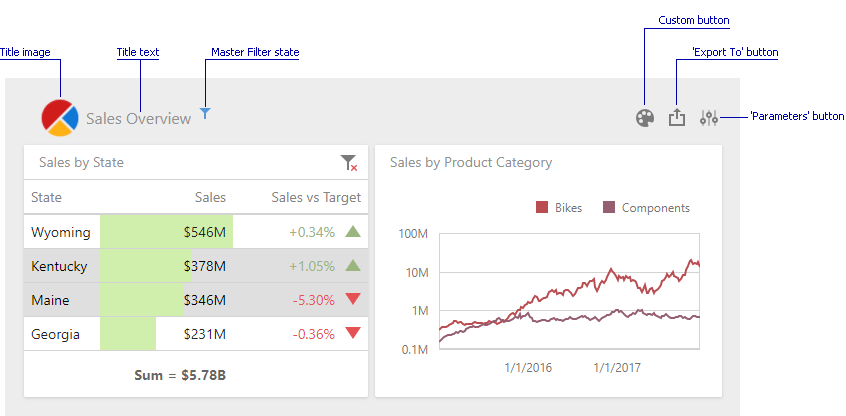 Custom button
Title image
Title text
Master Filter state
'Export To' button
Sales Overview
'Parameters' button
Sales by State
State Sales Sales vs Target
Wyoming $546M +0.34%
Kentucky $378M +1.05%
Maine $346M -5.30%
Georgia $231M -0.36%
Sum = $5.78B
Sales by Product Category
Bikes Components
100M
10M
1M
0.1M
1/1/2016 1/1/2017